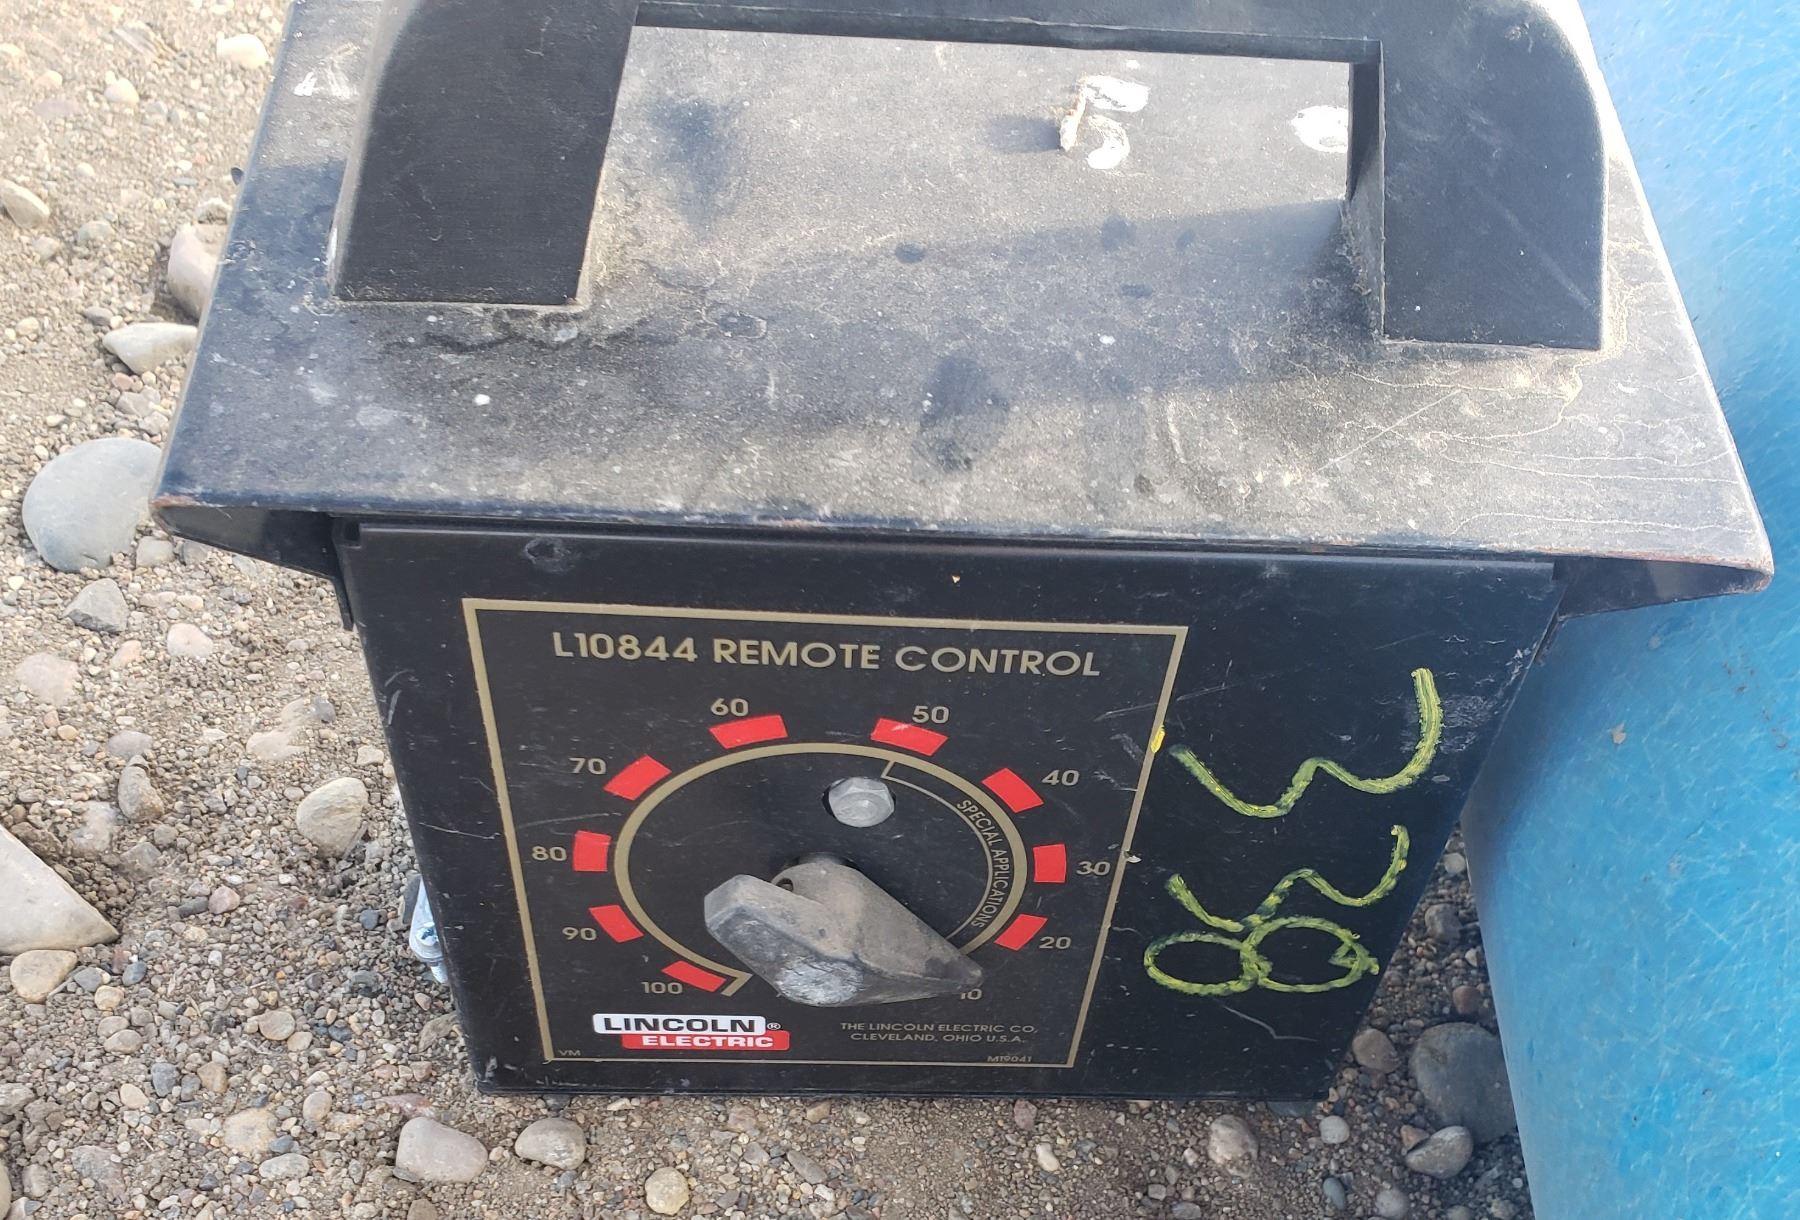 L10844 REMOTE CONTROL
60
50
70
40
80
30
90
20
100
10
SPECIAL APPLICATIONS
LINCOLN®
ELECTRIC
THE LINCOLN ELECTRIC CO.
CLEVELAND, OHIO U.S.A.
VM
M19041